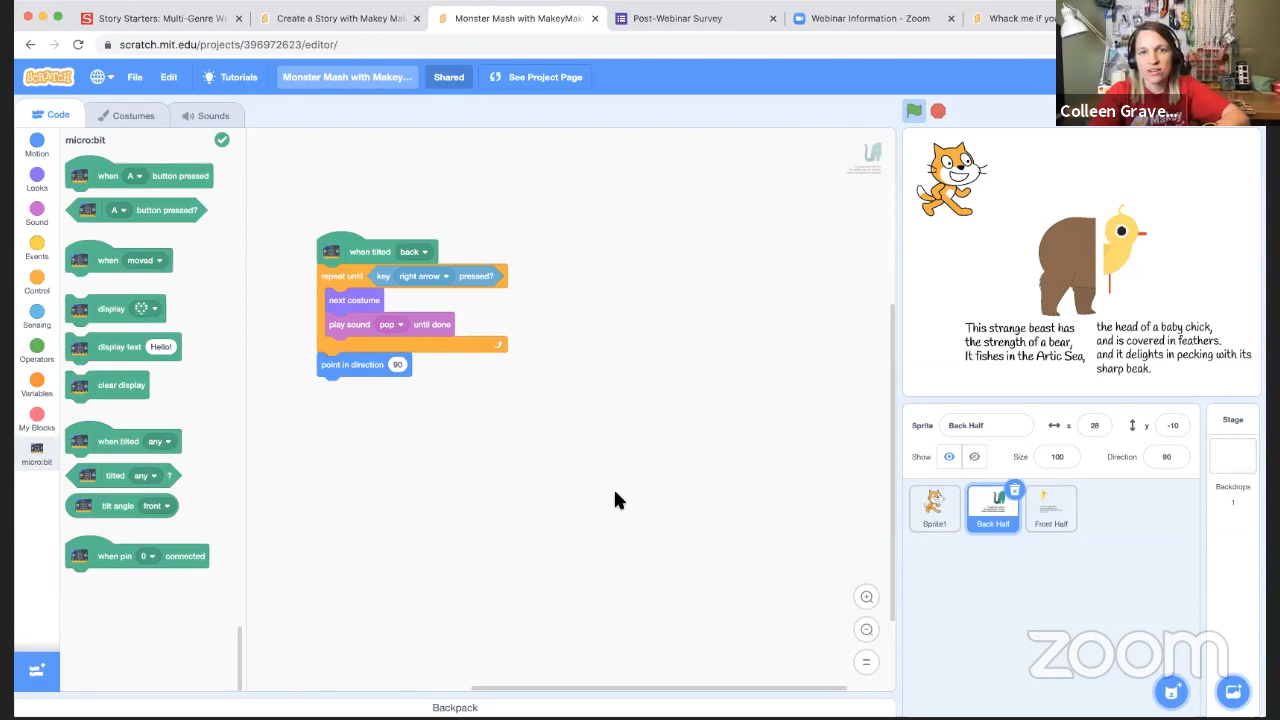 Story Starters: Multi-Genre Wr
Create a Story with Makey Make
Monster Mash with MakeyMake
Post-Webinar Survey
Webinar Information - Zoom
Whack me if you
scratch.mit.edu/projects/396972623/editor/
SCRATCH
File
Edit
Tutorials
Monster Mash with Makey...
Shared
See Project Page
Colleen Grave...
Code
Costumes
Sounds
Motion
Looks
Sound
Events
Control
Sensing
Operators
Variables
My Blocks
micro:bit
micro:bit
when A button pressed
A button pressed?
when moved
display
display text Hello!
clear display
when tilted any
tilted any ?
tilt angle front
when pin 0 connected
when tilted back
repeat until key right arrow pressed?
next costume
play sound pop until done
point in direction 90
This strange beast has
the strength of a bear,
It fishes in the Artic Sea,
the head of a baby chick,
and is covered in feathers.
and it delights in pecking with its
sharp beak.
Sprite Back Half x 28 y -10
Show Size 100 Direction 90
Sprite1
Back Half
Front Half
Stage
Backdrops
1
Backpack
zoom